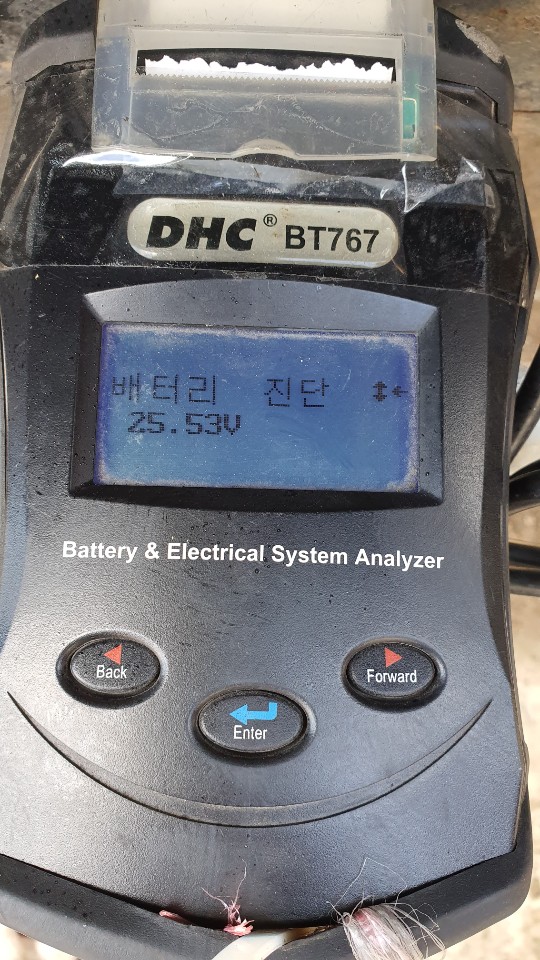 DHC® BT767
배터리 진단 ↕←
25.53V
Battery & Electrical System Analyzer
Back
Forward
Enter